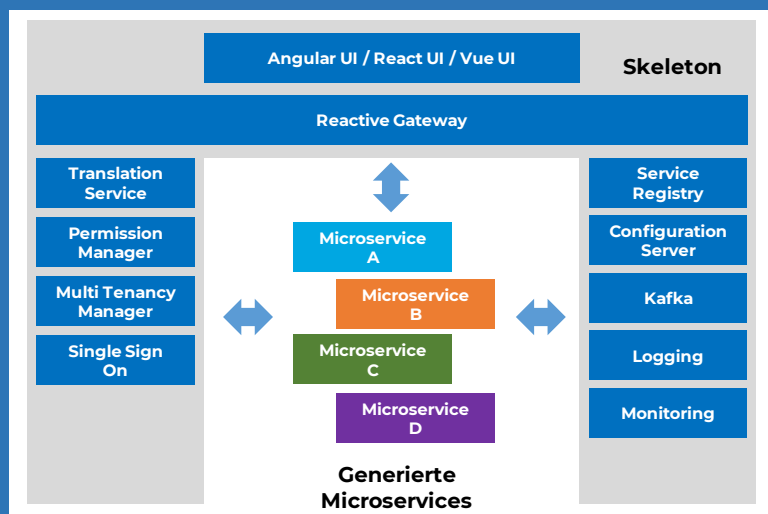 Angular UI / React UI / Vue UI
Skeleton
Reactive Gateway
Translation
Service
Permission
Manager
Multi Tenancy
Manager
Single Sign
On
Microservice
A
Microservice
B
Microservice
C
Microservice
D
Generierte
Microservices
Service
Registry
Configuration
Server
Kafka
Logging
Monitoring